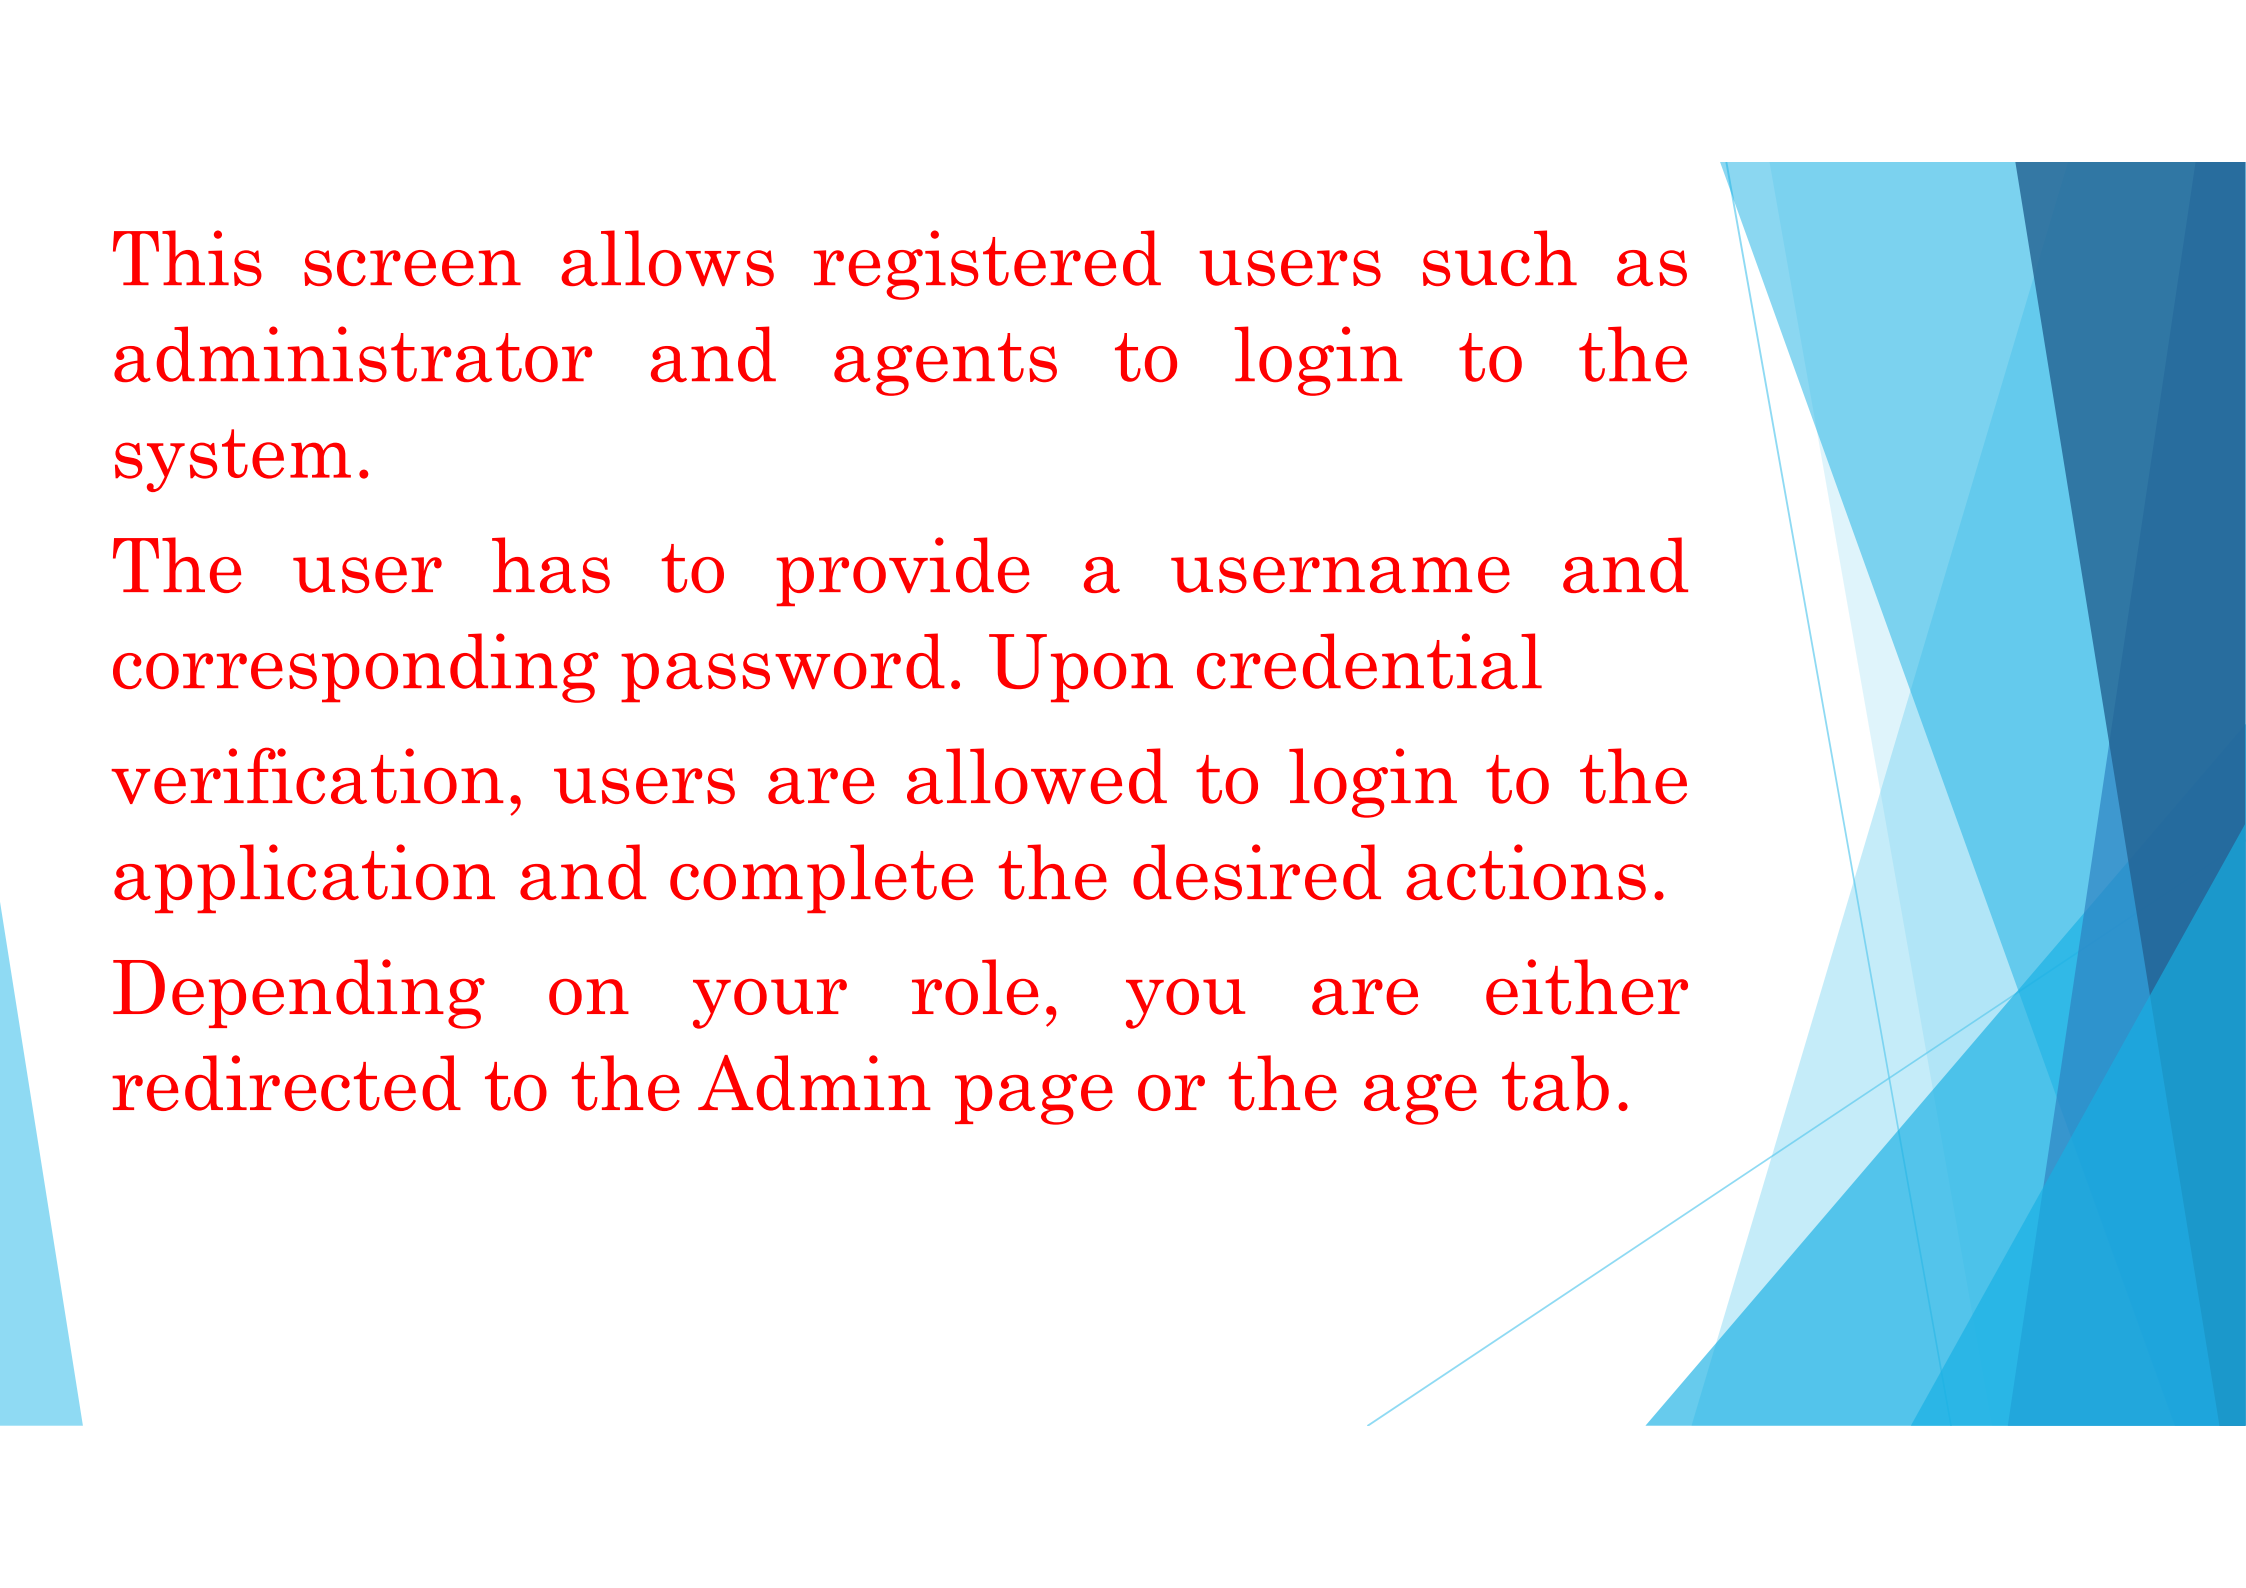 This screen allows registered users such as
administrator and agents to login to the
system.
The user has to provide a username and
corresponding password. Upon credential
verification, users are allowed to login to the
application and complete the desired actions.
Depending on your role, you are either
redirected to the Admin page or the age tab.